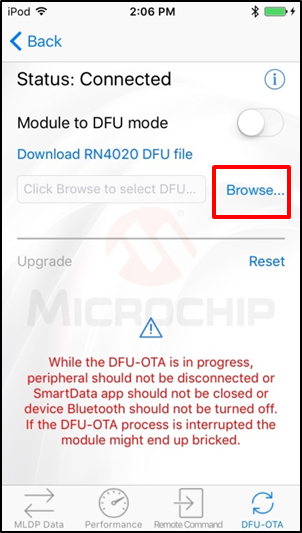 iPod 2:06 PM
Back
Status: Connected
Module to DFU mode
Download RN4020 DFU file
Click Browse to select DFU... Browse...
Upgrade Reset
MICROCHIP
While the DFU-OTA is in progress,
peripheral should not be disconnected or
SmartData app should not be closed or
device Bluetooth should not be turned off.
If the DFU-OTA process is interrupted the
module might end up bricked.
MLDP Data Performance Remote Command DFU-OTA